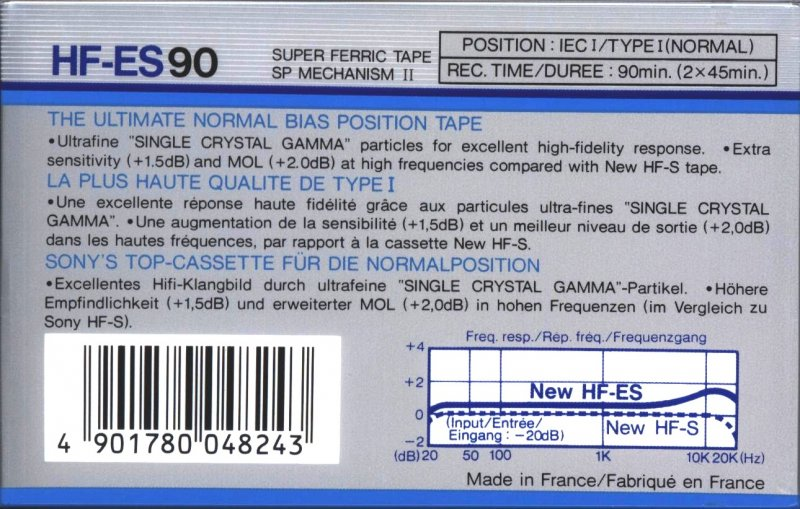 HF-ES90
SUPER FERRIC TAPE
SP MECHANISM II
POSITION : IEC I/TYPE I (NORMAL)
REC. TIME/DUREE : 90min. (2×45min.)
THE ULTIMATE NORMAL BIAS POSITION TAPE
•Ultrafine "SINGLE CRYSTAL GAMMA" particles for excellent high-fidelity response. •Extra
sensitivity (+1.5dB) and MOL (+2.0dB) at high frequencies compared with New HF-S tape.
LA PLUS HAUTE QUALITE DE TYPE I
•Une excellente réponse haute fidélité grâce aux particules ultra-fines "SINGLE CRYSTAL
GAMMA". •Une augmentation de la sensibilité (+1,5dB) et un meilleur niveau de sortie (+2,0dB)
dans les hautes fréquences, par rapport à la cassette New HF-S.
SONY'S TOP-CASSETTE FÜR DIE NORMALPOSITION
•Excellentes Hifi-Klangbild durch ultrafeine "SINGLE CRYSTAL GAMMA"-Partikel. •Höhere
Empfindlichkeit (+1,5dB) und erweiterter MOL (+2,0dB) in hohen Frequenzen (im Vergleich zu
Sony HF-S).
4 901780 048243
Freq. resp./Rép. fréq./Frequenzgang
+4
+2
0
-2
New HF-ES
(Input/Entrée/
Eingang : -20dB)
New HF-S
(dB) 20 50 100 1K 10K 20K (Hz)
Made in France/Fabriqué en France